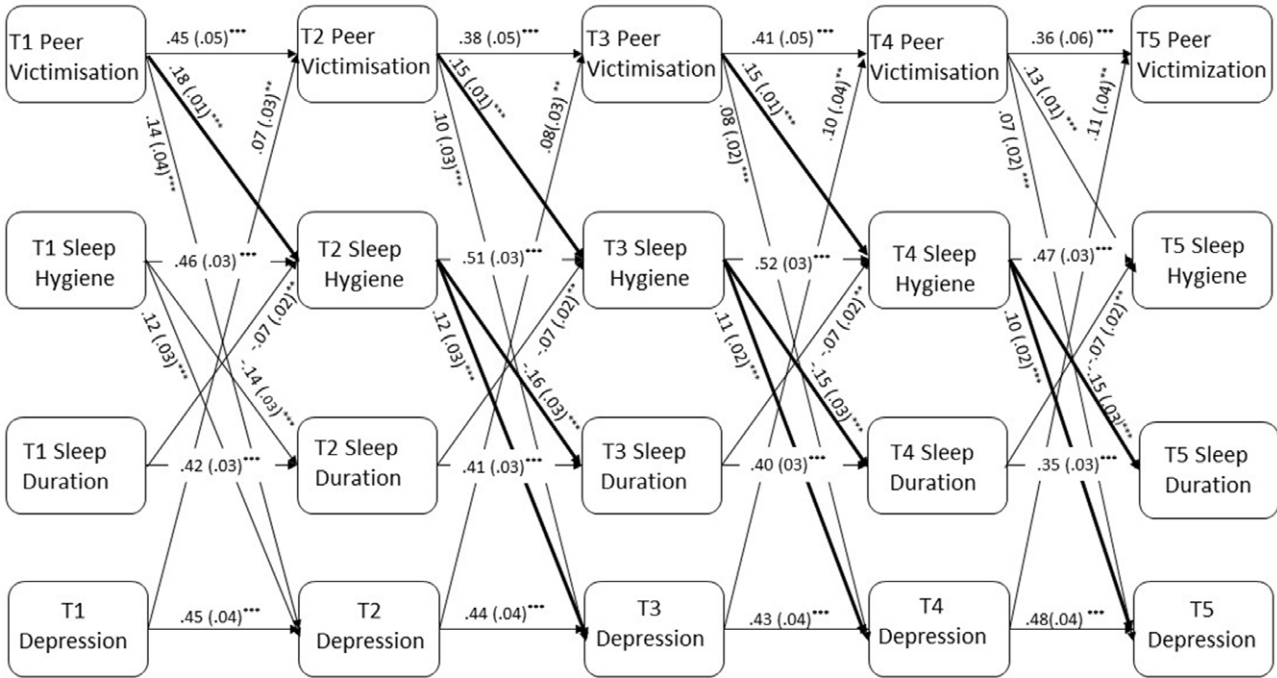 T1 Peer
Victimisation
.45 (.05)***
T2 Peer
Victimisation
.38 (.05)***
T3 Peer
Victimisation
.41 (.05)***
T4 Peer
Victimisation
.36 (.06)***
T5 Peer
Victimization
.18 (.01)***
.14 (.04)***
.07 (.03)**
.15 (.01)***
.10 (.03)***
.08(.03)**
.15 (.01)***
.08 (.02)***
.10 (.04)**
.13 (.01)***
.07 (.02)***
.11 (.04)**
T1 Sleep
Hygiene
.46 (.03)***
T2 Sleep
Hygiene
.51 (.03)***
T3 Sleep
Hygiene
.52 (03)***
T4 Sleep
Hygiene
.47 (.03)***
T5 Sleep
Hygiene
.12 (.03)***
-.14 (.03)***
-.07 (.02)**
.12 (.03)***
-.16 (.03)***
-.07 (.02)**
.11 (.02)***
-.15 (.03)***
-.07 (.02)**
.10 (.02)***
.15 (.03)***
-.07 (.02)**
T1 Sleep
Duration
.42 (.03)***
T2 Sleep
Duration
.41 (.03)***
T3 Sleep
Duration
.40 (03)***
T4 Sleep
Duration
.35 (.03)***
T5 Sleep
Duration
T1
Depression
.45 (.04)***
T2
Depression
.44 (.04)***
T3
Depression
.43 (.04)***
T4
Depression
.48(.04)***
T5
Depression